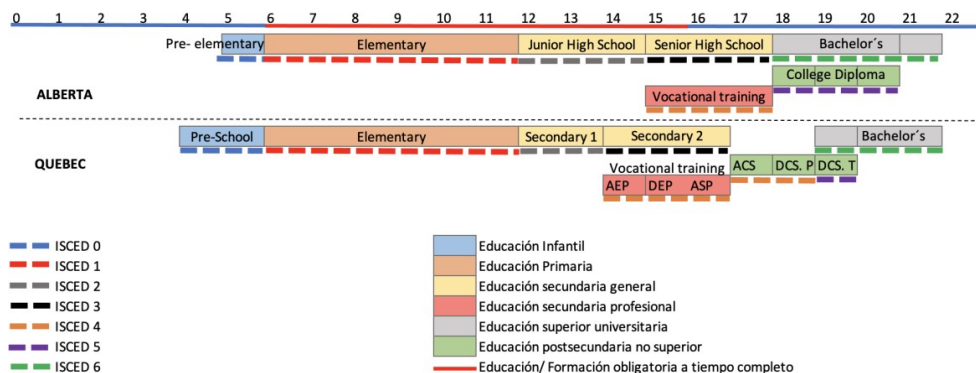 0 1 2 3 4 5 6 7 8 9 10 11 12 13 14 15 16 17 18 19 20 21 22
Pre- elementary Elementary Junior High School Senior High School Bachelor´s
College Diploma
ALBERTA Vocational training
Pre-School Elementary Secondary 1 Secondary 2 Bachelor´s
QUEBEC Vocational training ACS DCS. P DCS. T
AEP DEP ASP
ISCED 0 Educación Infantil
ISCED 1 Educación Primaria
ISCED 2 Educación secundaria general
ISCED 3 Educación secundaria profesional
ISCED 4 Educación superior universitaria
ISCED 5 Educación postsecundaria no superior
ISCED 6 Educación/ Formación obligatoria a tiempo completo